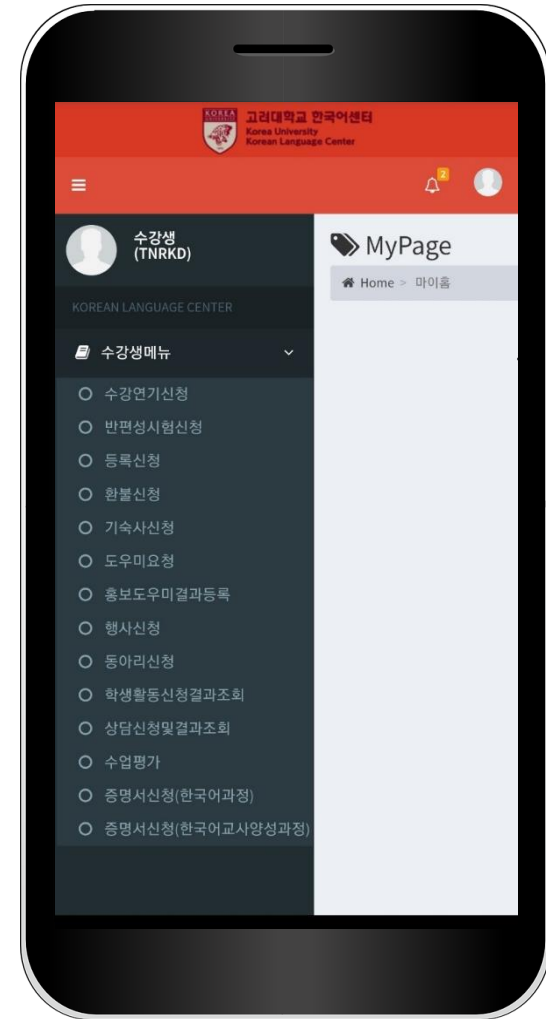 KOREA
고려대학교 한국어센터
Korea University
Korean Language Center
2
수강생
(TNRKD)
MyPage
Home > 마이홈
KOREAN LANGUAGE CENTER
수강생메뉴
수강연기신청
반편성시험신청
등록신청
환불신청
기숙사신청
도우미요청
홍보도우미결과등록
행사신청
동아리신청
학생활동신청결과조회
상담신청및결과조회
수업평가
증명서신청(한국어과정)
증명서신청(한국어교사양성과정)